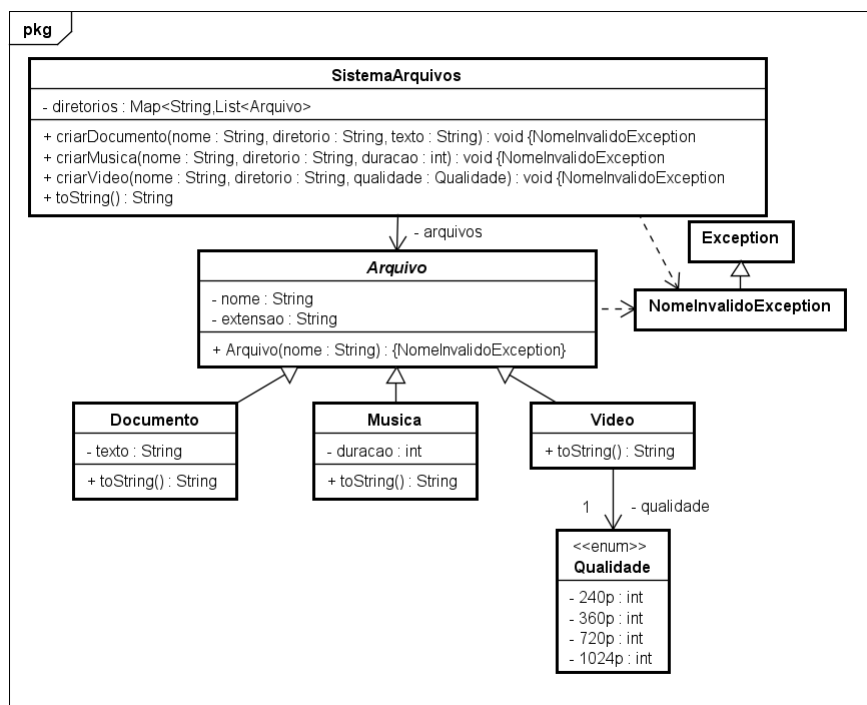 pkg
SistemaArquivos
- diretorios : Map<String,List<Arquivo>
+ criarDocumento(nome : String, diretorio : String, texto : String) : void {NomeInvalidoException
+ criarMusica(nome : String, diretorio : String, duracao : int) : void {NomeInvalidoException
+ criarVideo(nome : String, diretorio : String, qualidade : Qualidade) : void {NomeInvalidoException
+ toString() : String
- arquivos
Exception
NomeInvalidoException
Arquivo
- nome : String
- extensao : String
+ Arquivo(nome : String) : {NomeInvalidoException}
Documento
- texto : String
+ toString() : String
Musica
- duracao : int
+ toString() : String
Video
+ toString() : String
1
- qualidade
<<enum>>
Qualidade
- 240p : int
- 360p : int
- 720p : int
- 1024p : int